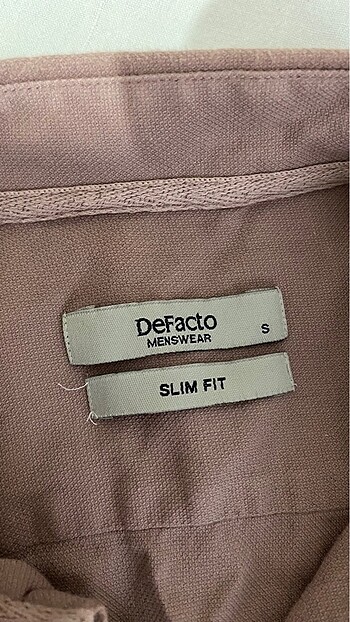 DeFacto
MENSWEAR
S
SLIM FIT